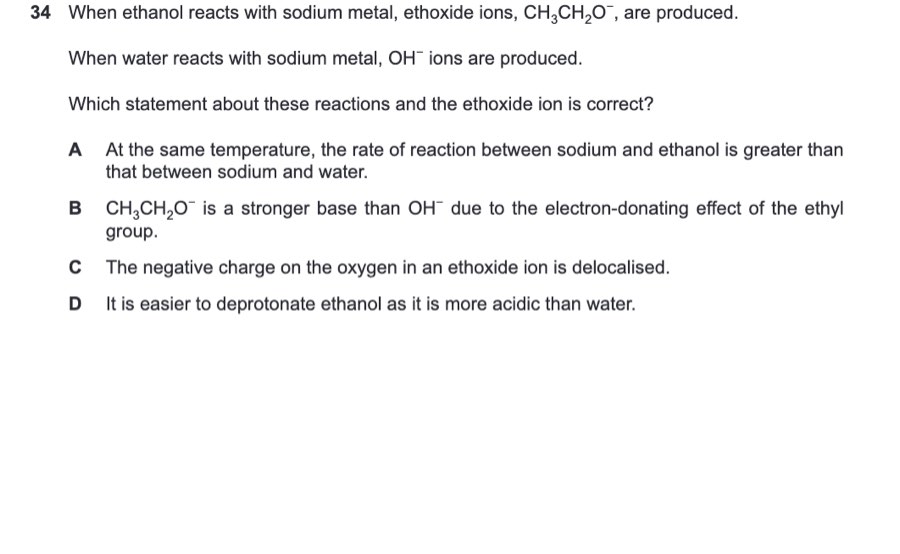 34 When ethanol reacts with sodium metal, ethoxide ions, CH₃CH₂O⁻, are produced.
When water reacts with sodium metal, OH⁻ ions are produced.
Which statement about these reactions and the ethoxide ion is correct?
A At the same temperature, the rate of reaction between sodium and ethanol is greater than
that between sodium and water.
B CH₃CH₂O⁻ is a stronger base than OH⁻ due to the electron-donating effect of the ethyl
group.
C The negative charge on the oxygen in an ethoxide ion is delocalised.
D It is easier to deprotonate ethanol as it is more acidic than water.